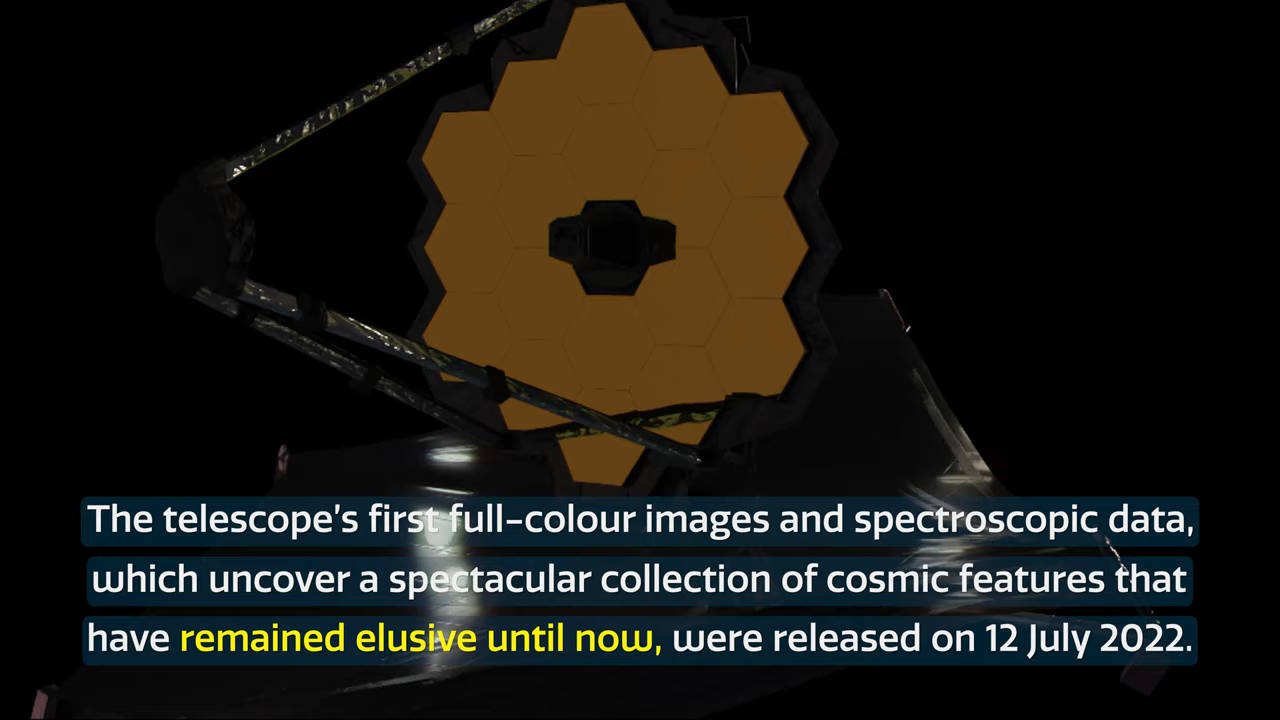 The telescope's first full-colour images and spectroscopic data,
which uncover a spectacular collection of cosmic features that
have remained elusive until now, were released on 12 July 2022.